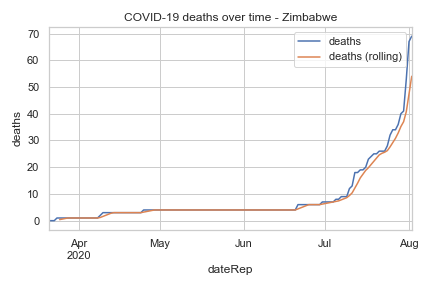 COVID-19 deaths over time - Zimbabwe
deaths
deaths (rolling)
70
60
50
40
30
20
10
0
deaths
Apr
2020
May
Jun
Jul
Aug
dateRep